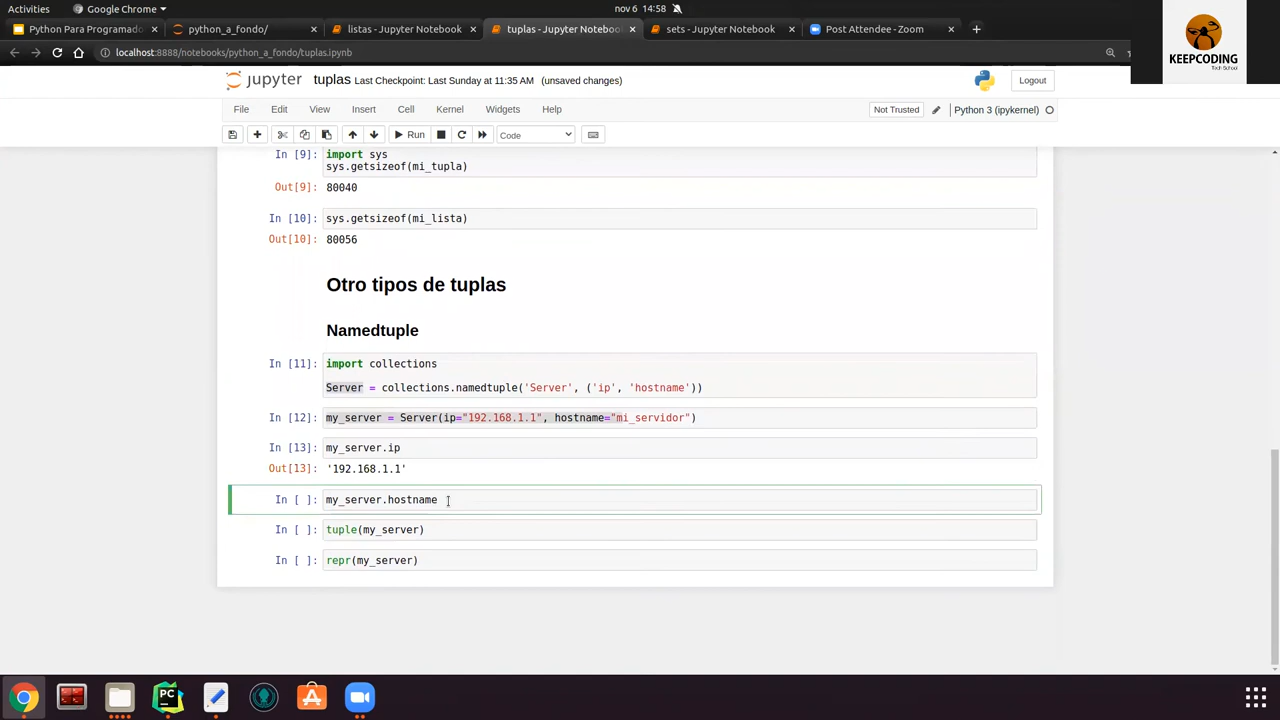 Activities
Google Chrome
nov 6 14:58
Python Para Programado
python_a_fondo/
listas - Jupyter Notebook
tuplas - Jupyter Notebook
sets - Jupyter Notebook
Post Attendee - Zoom
localhost:8888/notebooks/python_a_fondo/tuplas.ipynb
KEEPCODING
Tech School
jupyter
tuplas Last Checkpoint: Last Sunday at 11:35 AM (unsaved changes)
Logout
File
Edit
View
Insert
Cell
Kernel
Widgets
Help
Not Trusted
Python 3 (ipykernel)
Run
Code
In [9]: import sys
sys.getsizeof(mi_tupla)
Out[9]: 80040
In [10]: sys.getsizeof(mi_lista)
Out[10]: 80056
Otro tipos de tuplas
Namedtuple
In [11]: import collections
Server = collections.namedtuple('Server', ('ip', 'hostname'))
In [12]: my_server = Server(ip="192.168.1.1", hostname="mi_servidor")
In [13]: my_server.ip
Out[13]: '192.168.1.1'
In [ ]: my_server.hostname
In [ ]: tuple(my_server)
In [ ]: repr(my_server)